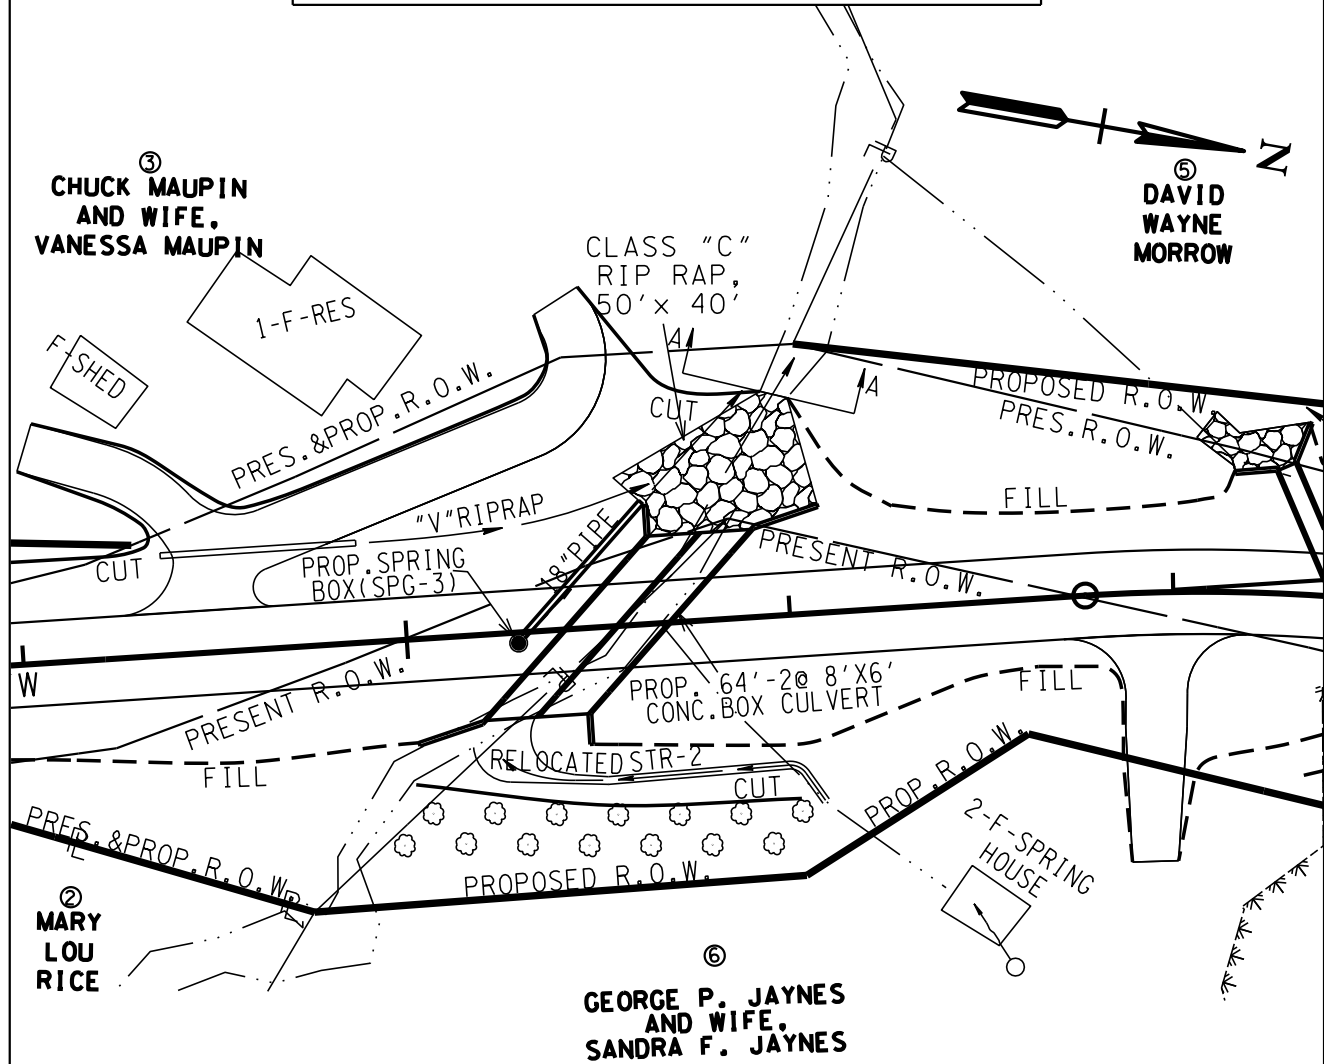 N
③
CHUCK MAUPIN
AND WIFE,
VANESSA MAUPIN
⑤
DAVID
WAYNE
MORROW
CLASS "C"
RIP RAP,
50'x 40'
1-F-RES
F-SHED
A
A
PRES.&PROP.R.O.W.
CUT
PROPOSED R.O.W.
PRES.R.O.W.
FILL
"V"RIPRAP
18"PIPE
CUT
PROP.SPRING
BOX(SPG-3)
PRESENT R.O.W.
W
PRESENT R.O.W.
PROP. 64'-2@ 8'X6'
CONC.BOX CULVERT
FILL
FILL
RELOCATED STR-2
CUT
PROP.R.O.W.
PRES.&PROP.R.O.W.
PROPOSED R.O.W.
2-F-SPRING
HOUSE
②
MARY
LOU
RICE
⑥
GEORGE P. JAYNES
AND WIFE,
SANDRA F. JAYNES